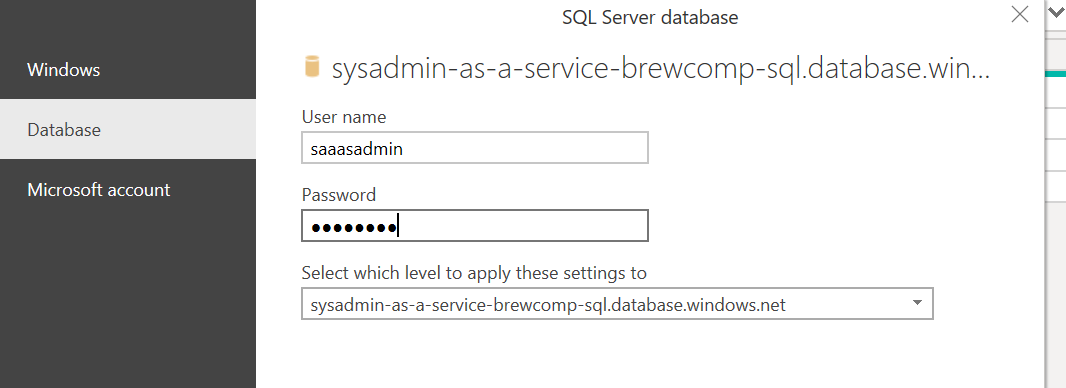 SQL Server database
Windows
Database
Microsoft account
sysadmin-as-a-service-brewcomp-sql.database.win...
User name
saaasadmin
Password
●●●●●●●●
Select which level to apply these settings to
sysadmin-as-a-service-brewcomp-sql.database.windows.net